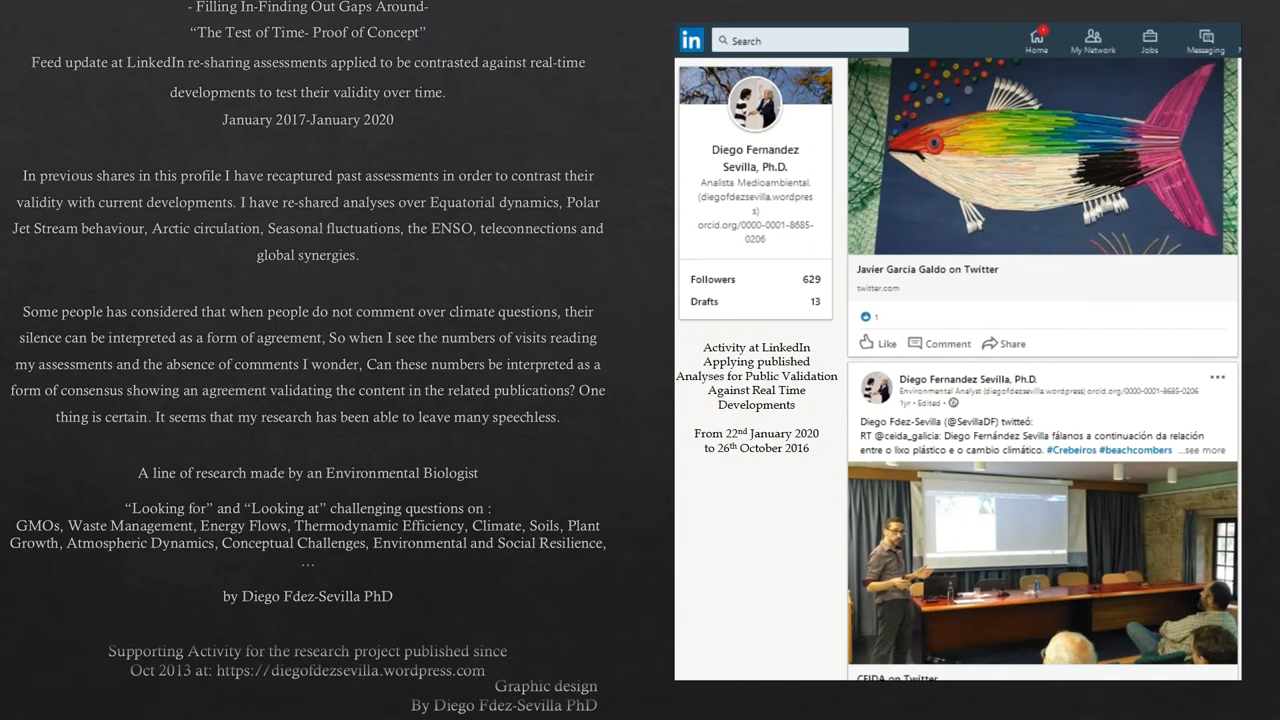 - Filling In-Finding Out Gaps Around-
“The Test of Time- Proof of Concept”
Feed update at LinkedIn re-sharing assessments applied to be contrasted against real-time
developments to test their validity over time.
January 2017-January 2020
In previous shares in this profile I have recaptured past assessments in order to contrast their
validity with current developments. I have re-shared analyses over Equatorial dynamics, Polar
Jet Stream behaviour, Arctic circulation, Seasonal fluctuations, the ENSO, teleconnections and
global synergies.
Some people has considered that when people do not comment over climate questions, their
silence can be interpreted as a form of agreement, So when I see the numbers of visits reading
my assessments and the absence of comments I wonder, Can these numbers be interpreted as a
form of consensus showing an agreement validating the content in the related publications? One
thing is certain. It seems that my research has been able to leave many speechless.
A line of research made by an Environmental Biologist
“Looking for” and “Looking at” challenging questions on :
GMOs, Waste Management, Energy Flows, Thermodynamic Efficiency, Climate, Soils, Plant
Growth, Atmospheric Dynamics, Conceptual Challenges, Environmental and Social Resilience,
…
by Diego Fdez-Sevilla PhD
Supporting Activity for the research project published since
Oct 2013 at: https://diegofdezsevilla.wordpress.com
Graphic design
By Diego Fdez-Sevilla PhD
in
Search
Home
My Network
Jobs
Messaging
Diego Fernandez
Sevilla, Ph.D.
Analista Medioambiental.
(diegofdezsevilla.wordpres
s)
orcid.org/0000-0001-8685-
0206
Followers 629
Drafts 13
Activity at LinkedIn
Applying published
Analyses for Public Validation
Against Real Time
Developments
From 22nd January 2020
to 26th October 2016
Javier García Galdo on Twitter
twitter.com
1
Like Comment Share
Diego Fernandez Sevilla, Ph.D.
Environmental Analyst (diegofdezsevilla.wordpress) orcid.org/0000-0001-8685-0206
1yr • Edited •
Diego Fdez-Sevilla (@SevillaDF) twitteó:
RT @ceida_galicia: Diego Fernández Sevilla fálanos a continuación da relación
entre o lixo plástico e o cambio climático. #Crebeiros #beachcombers ...see more
CEIDA on Twitter